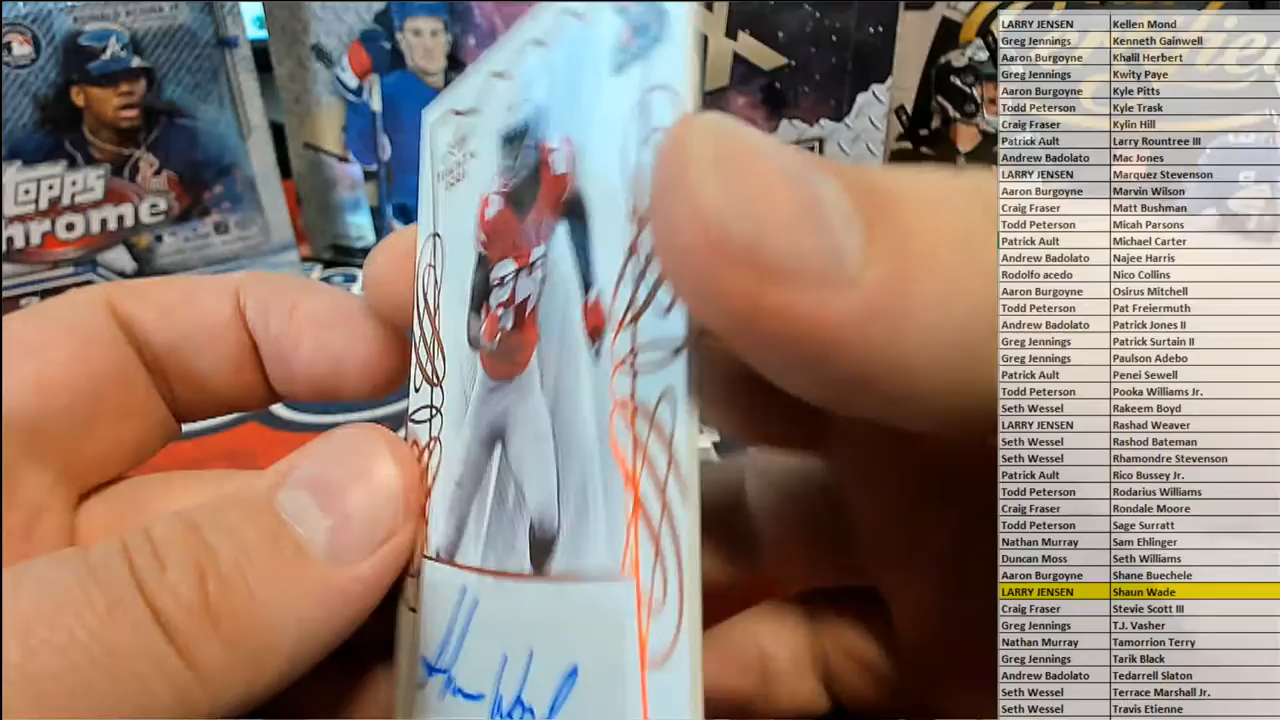 Topps
Chrome
LARRY JENSEN Kellen Mond
Greg Jennings Kenneth Gainwell
Aaron Burgoyne Khalil Herbert
Greg Jennings Kwity Paye
Aaron Burgoyne Kyle Pitts
Todd Peterson Kyle Trask
Craig Fraser Kylin Hill
Patrick Ault Larry Rountree III
Andrew Badolato Mac Jones
LARRY JENSEN Marquez Stevenson
Aaron Burgoyne Marvin Wilson
Craig Fraser Matt Bushman
Todd Peterson Micah Parsons
Patrick Ault Michael Carter
Andrew Badolato Najee Harris
Rodolfo acedo Nico Collins
Aaron Burgoyne Osirus Mitchell
Todd Peterson Pat Freiermuth
Andrew Badolato Patrick Jones II
Greg Jennings Patrick Surtain II
Greg Jennings Paulson Adebo
Patrick Ault Penei Sewell
Todd Peterson Pooka Williams Jr.
Seth Wessel Rakeem Boyd
LARRY JENSEN Rashad Weaver
Seth Wessel Rashod Bateman
Seth Wessel Rhamondre Stevenson
Patrick Ault Rico Bussey Jr.
Todd Peterson Rodarius Williams
Craig Fraser Rondale Moore
Todd Peterson Sage Surratt
Nathan Murray Sam Ehlinger
Duncan Moss Seth Williams
Aaron Burgoyne Shane Buechele
LARRY JENSEN Shaun Wade
Craig Fraser Stevie Scott III
Greg Jennings T.J. Vasher
Nathan Murray Tamorrion Terry
Greg Jennings Tarik Black
Andrew Badolato Tedarrell Slaton
Seth Wessel Terrace Marshall Jr.
Seth Wessel Travis Etienne